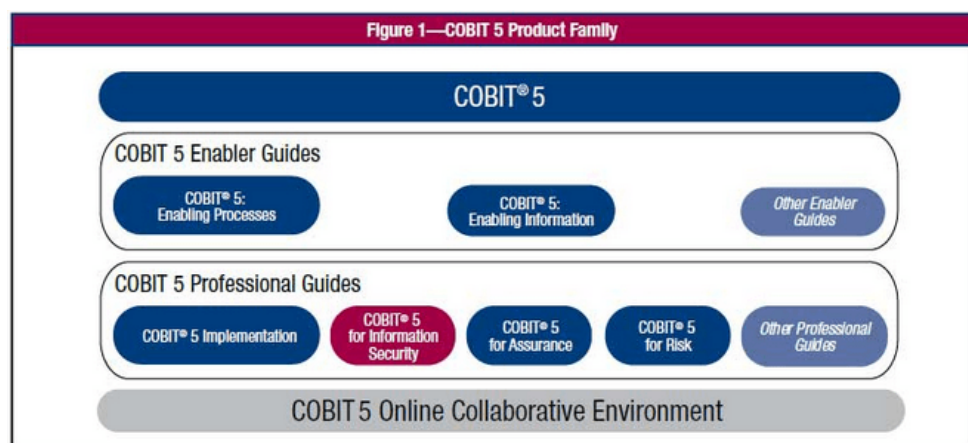 Figure 1—COBIT 5 Product Family
COBIT® 5
COBIT 5 Enabler Guides
COBIT® 5:
Enabling Processes
COBIT® 5:
Enabling Information
Other Enabler
Guides
COBIT 5 Professional Guides
COBIT® 5 Implementation
COBIT® 5
for Information
Security
COBIT® 5
for Assurance
COBIT® 5
for Risk
Other Professional
Guides
COBIT 5 Online Collaborative Environment